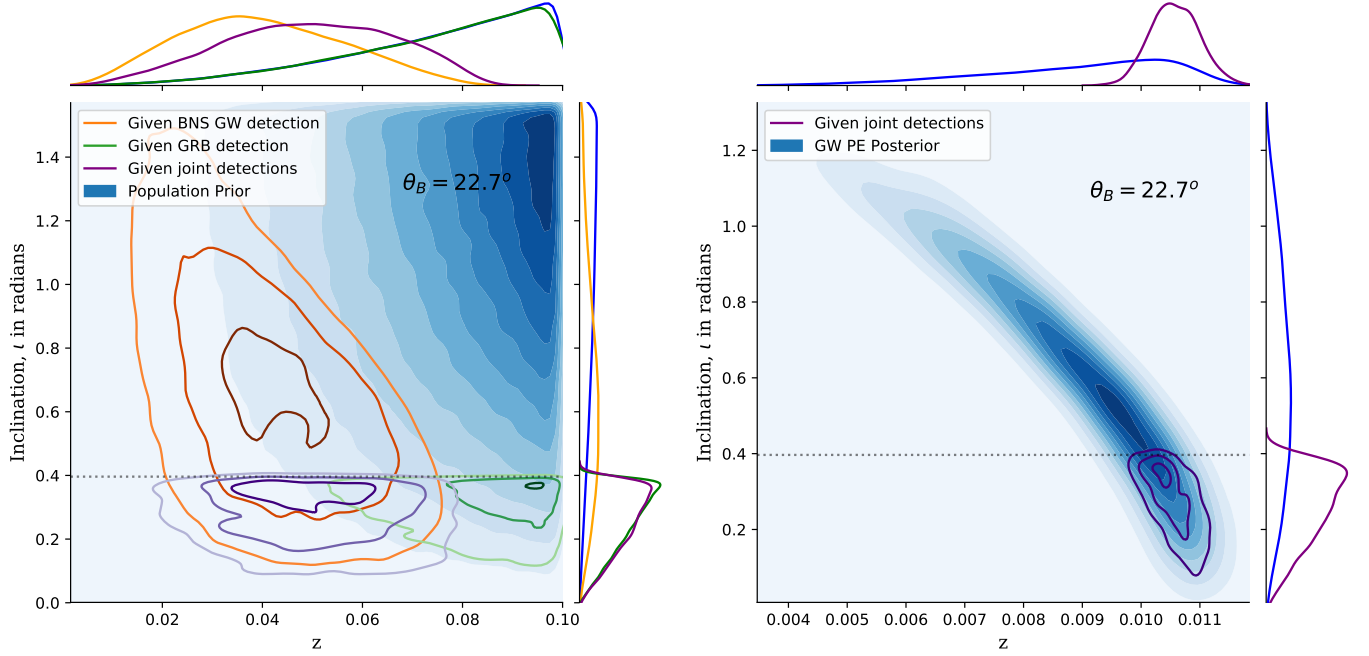 Given BNS GW detection
Given GRB detection
Given joint detections
Population Prior
θ_B = 22.7°
Inclination, ι in radians
1.4
1.2
1.0
0.8
0.6
0.4
0.2
0.0
0.02 0.04 0.06 0.08 0.10
z
Given joint detections
GW PE Posterior
θ_B = 22.7°
Inclination, ι in radians
1.2
1.0
0.8
0.6
0.4
0.2
0.004 0.005 0.006 0.007 0.008 0.009 0.010 0.011
z